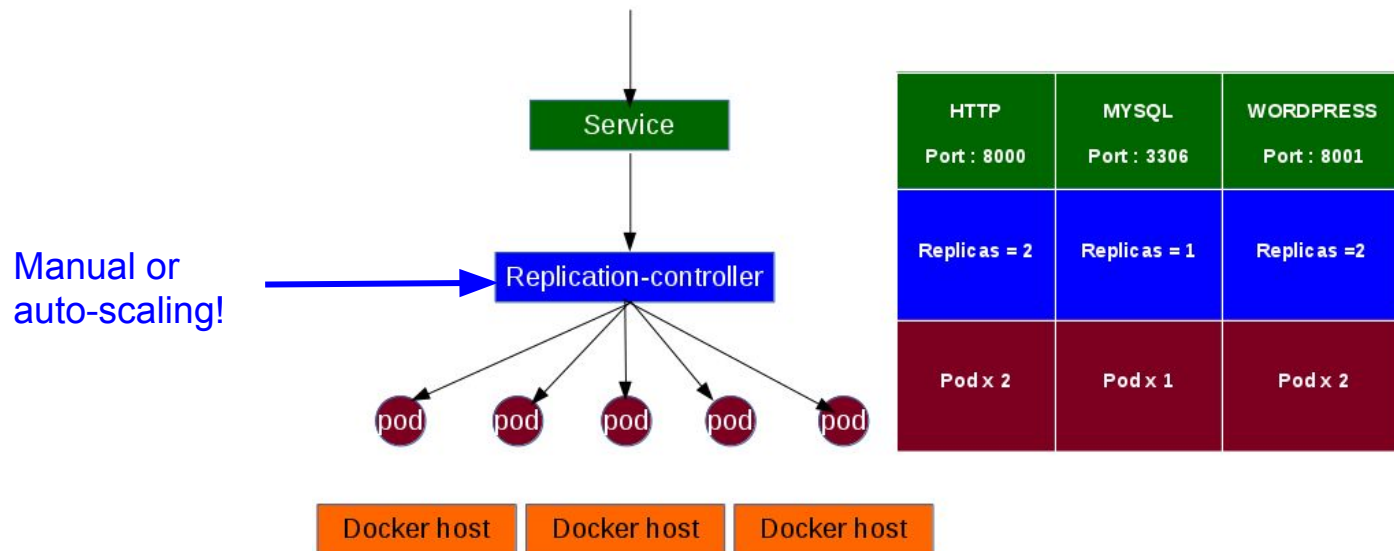 Service
Manual or
auto-scaling!
Replication-controller
pod pod pod pod pod
Docker host Docker host Docker host
HTTP MYSQL WORDPRESS
Port : 8000 Port : 3306 Port : 8001
Replicas = 2 Replicas = 1 Replicas =2
Pod x 2 Pod x 1 Pod x 2